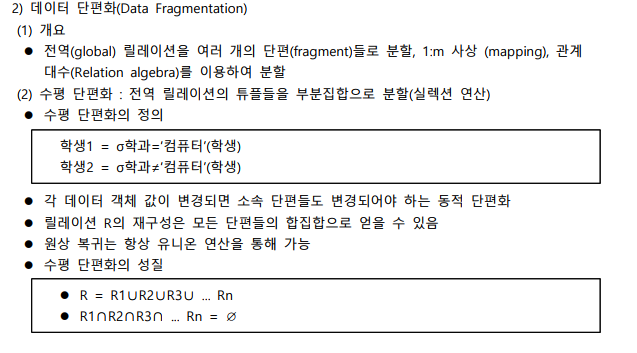 2) 데이터 단편화(Data Fragmentation)
(1) 개요
● 전역(global) 릴레이션을 여러 개의 단편(fragment)들로 분할, 1:m 사상 (mapping), 관계
대수(Relation algebra)를 이용하여 분할
(2) 수평 단편화 : 전역 릴레이션의 튜플들을 부분집합으로 분할(실렉션 연산)
● 수평 단편화의 정의
학생1 = σ학과=’컴퓨터’(학생)
학생2 = σ학과≠’컴퓨터’(학생)
● 각 데이터 객체 값이 변경되면 소속 단편들도 변경되어야 하는 동적 단편화
● 릴레이션 R의 재구성은 모든 단편들의 합집합으로 얻을 수 있음
● 원상 복귀는 항상 유니온 연산을 통해 가능
● 수평 단편화의 성질
● R = R1∪R2∪R3∪ ... Rn
● R1∩R2∩R3∩ ... Rn = ∅